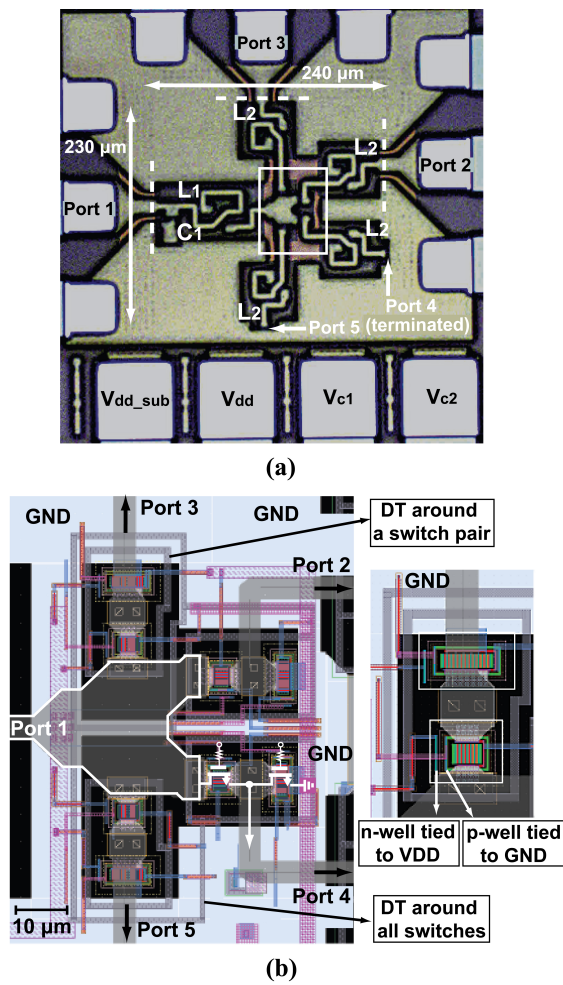 Port 3
240 µm
L2
230 µm
L2
Port 2
L1
Port 1
C1
L2
Port 4
L2
Port 5 (terminated)
Vdd_sub
Vdd
Vc1
Vc2
(a)
Port 3
DT around
a switch pair
GND
GND
Port 2
GND
Port 1
GND
n-well tied
to VDD
p-well tied
to GND
Port 4
10 µm
Port 5
DT around
all switches
(b)